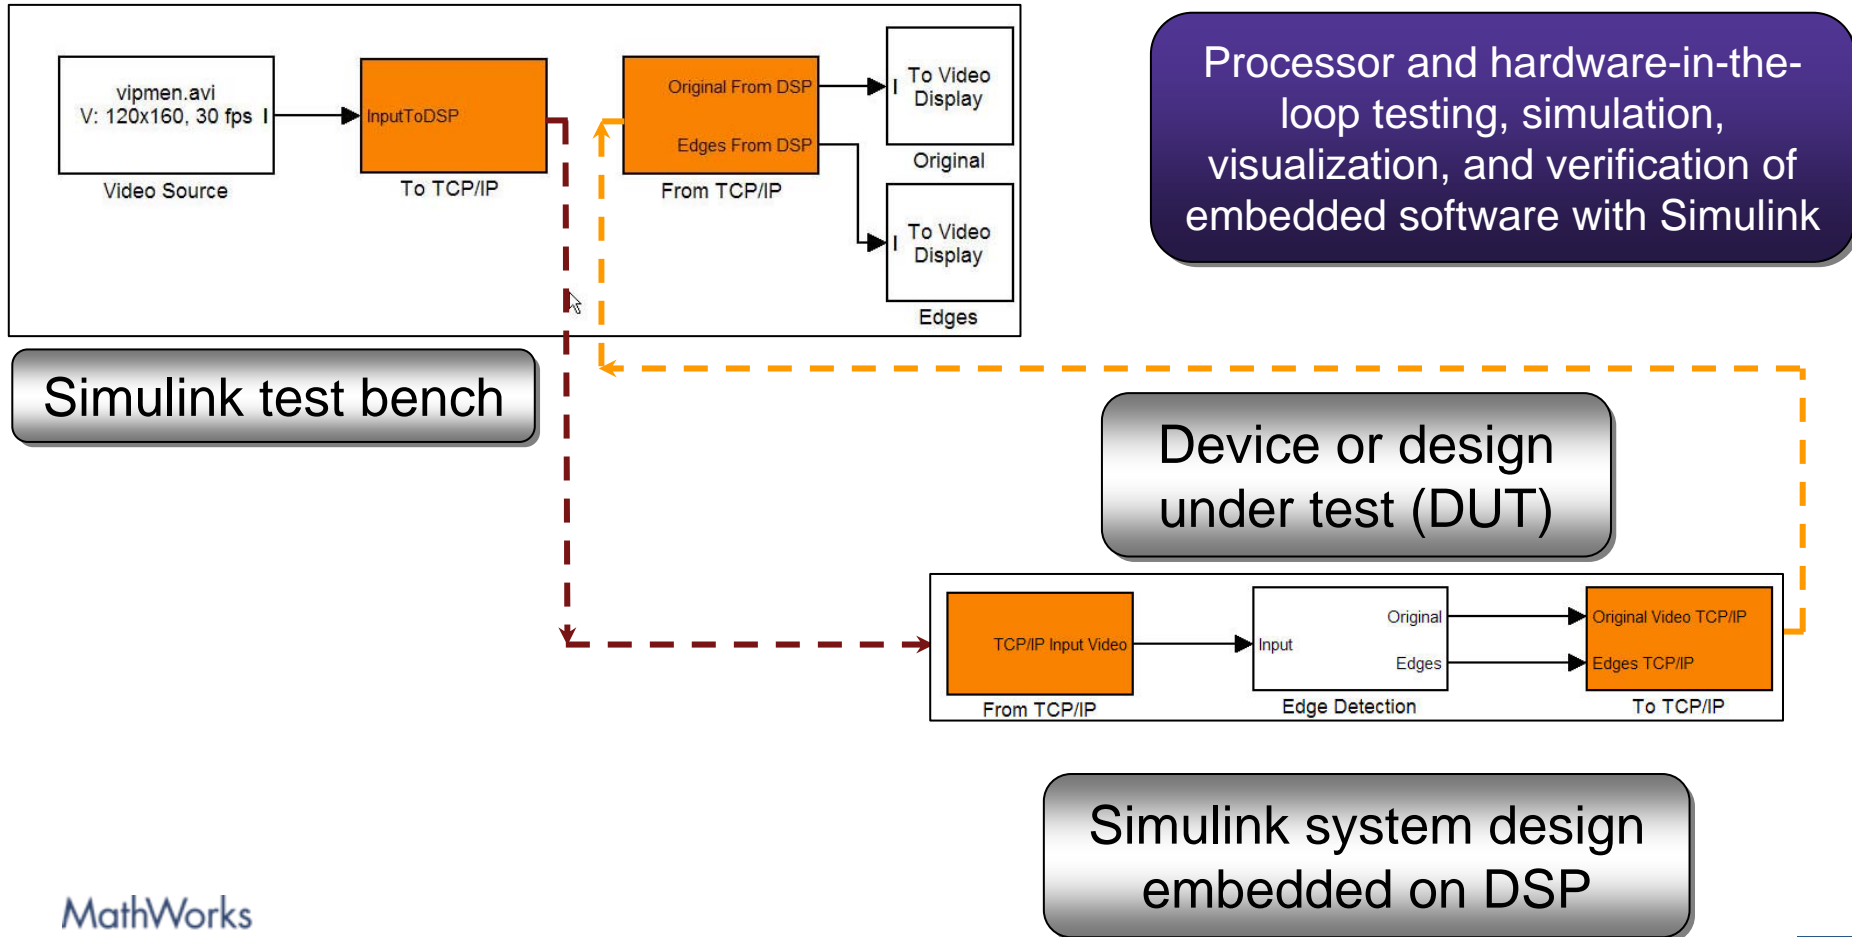 vipmen.avi
V: 120x160, 30 fps I
Video Source
InputToDSP
To TCP/IP
Original From DSP
Edges From DSP
From TCP/IP
I
To Video
Display
Original
I
To Video
Display
Edges
Processor and hardware-in-the-
loop testing, simulation,
visualization, and verification of
embedded software with Simulink
Simulink test bench
Device or design
under test (DUT)
TCP/IP Input Video
From TCP/IP
Input
Original
Edges
Edge Detection
Original Video TCP/IP
Edges TCP/IP
To TCP/IP
Simulink system design
embedded on DSP
MathWorks